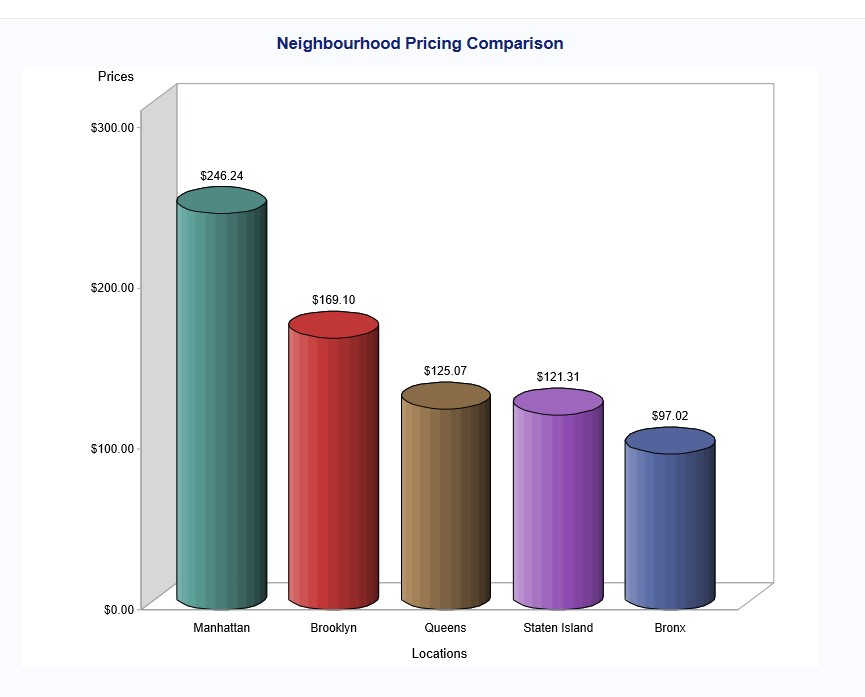 Neighbourhood Pricing Comparison
Prices
$300.00
$246.24
$200.00
$169.10
$125.07
$121.31
$100.00
$97.02
$0.00
Manhattan Brooklyn Queens Staten Island Bronx
Locations